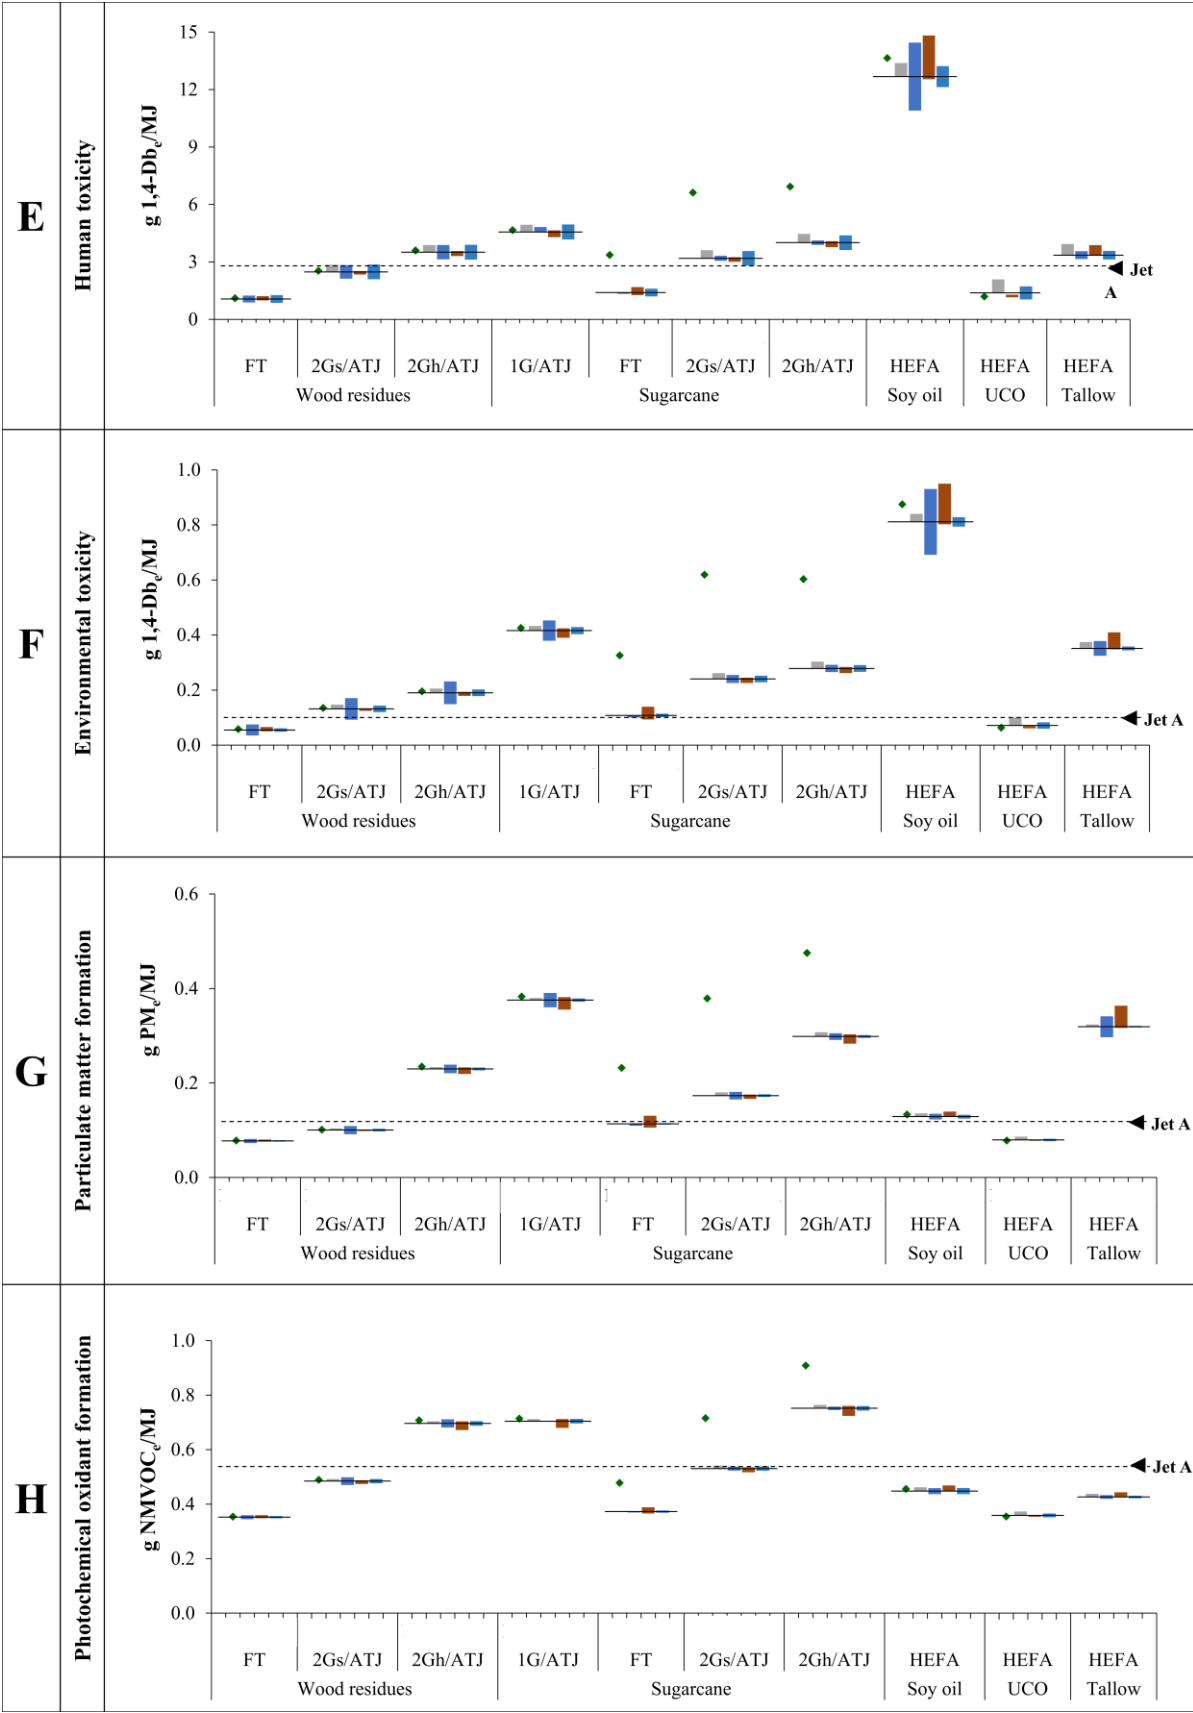 E
Human toxicity
g 1,4-Dbe/MJ
15
12
9
6
3
0
Jet
A
FT 2Gs/ATJ 2Gh/ATJ 1G/ATJ FT 2Gs/ATJ 2Gh/ATJ HEFA HEFA HEFA
Wood residues Sugarcane Soy oil UCO Tallow
F
Environmental toxicity
g 1,4-Dbe/MJ
1.0
0.8
0.6
0.4
0.2
0.0
Jet A
FT 2Gs/ATJ 2Gh/ATJ 1G/ATJ FT 2Gs/ATJ 2Gh/ATJ HEFA HEFA HEFA
Wood residues Sugarcane Soy oil UCO Tallow
G
Particulate matter formation
g PMe/MJ
0.6
0.4
0.2
0.0
Jet A
FT 2Gs/ATJ 2Gh/ATJ 1G/ATJ FT 2Gs/ATJ 2Gh/ATJ HEFA HEFA HEFA
Wood residues Sugarcane Soy oil UCO Tallow
H
Photochemical oxidant formation
g NMVOCe/MJ
1.0
0.8
0.6
0.4
0.2
0.0
Jet A
FT 2Gs/ATJ 2Gh/ATJ 1G/ATJ FT 2Gs/ATJ 2Gh/ATJ HEFA HEFA HEFA
Wood residues Sugarcane Soy oil UCO Tallow